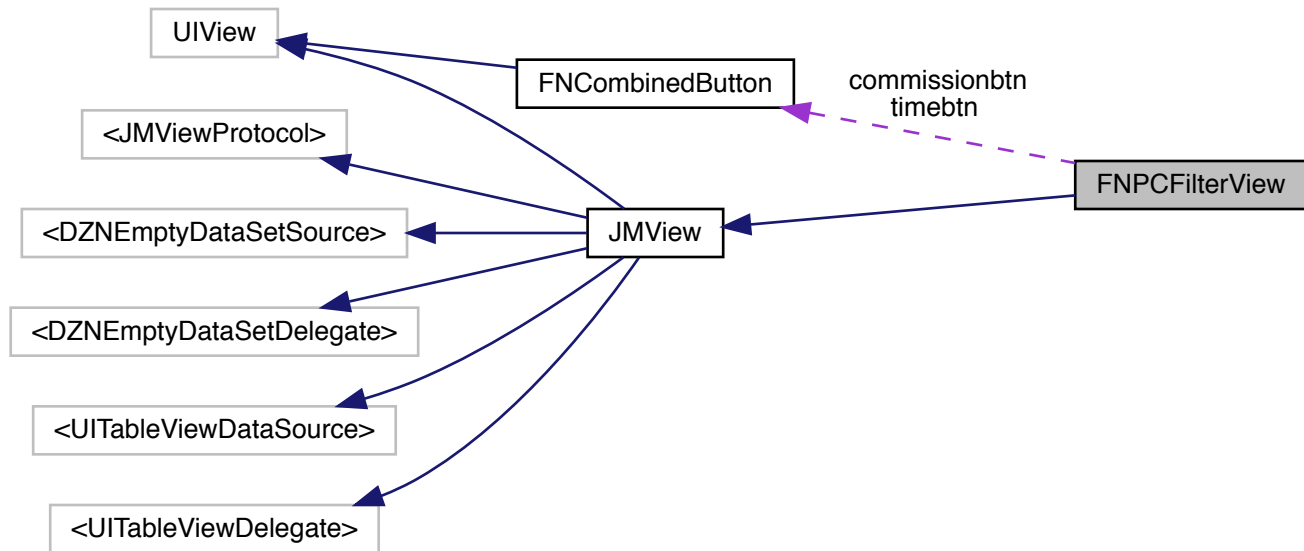 UIView
FNCombinedButton
commissionbtn
timebtn
<JMViewProtocol>
FNPCFilterView
<DZNEmptyDataSetSource>
JMView
<DZNEmptyDataSetDelegate>
<UITableViewDataSource>
<UITableViewDelegate>